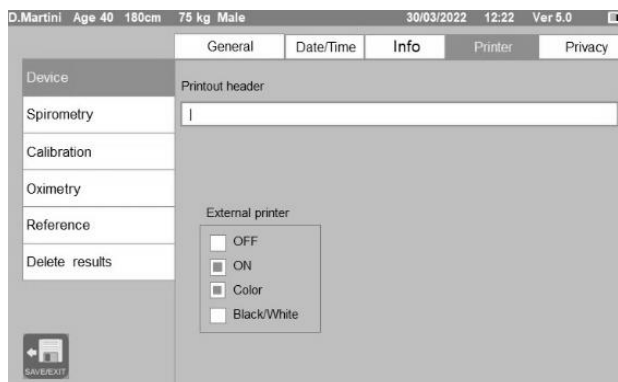 D.Martini Age 40 180cm 75 kg Male 30/03/2022 12:22 Ver 5.0
General Date/Time Info Printer Privacy
Device
Printout header
Spirometry
Calibration
Oximetry
External printer
Reference
OFF
ON
Delete results
Color
Black/White
SAVE/EXIT